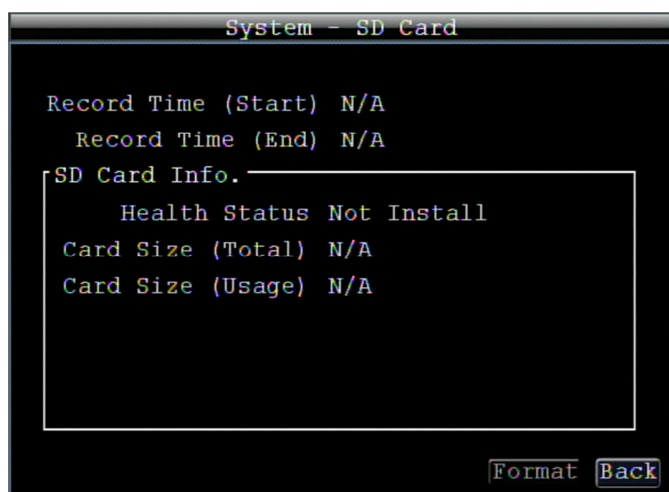 System - SD Card
Record Time (Start) N/A
Record Time (End) N/A
SD Card Info.
Health Status Not Install
Card Size (Total) N/A
Card Size (Usage) N/A
Format Back